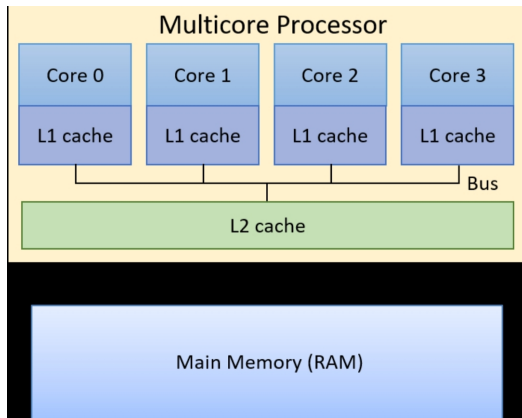 Multicore Processor
Core 0 Core 1 Core 2 Core 3
L1 cache L1 cache L1 cache L1 cache
Bus
L2 cache
Main Memory (RAM)